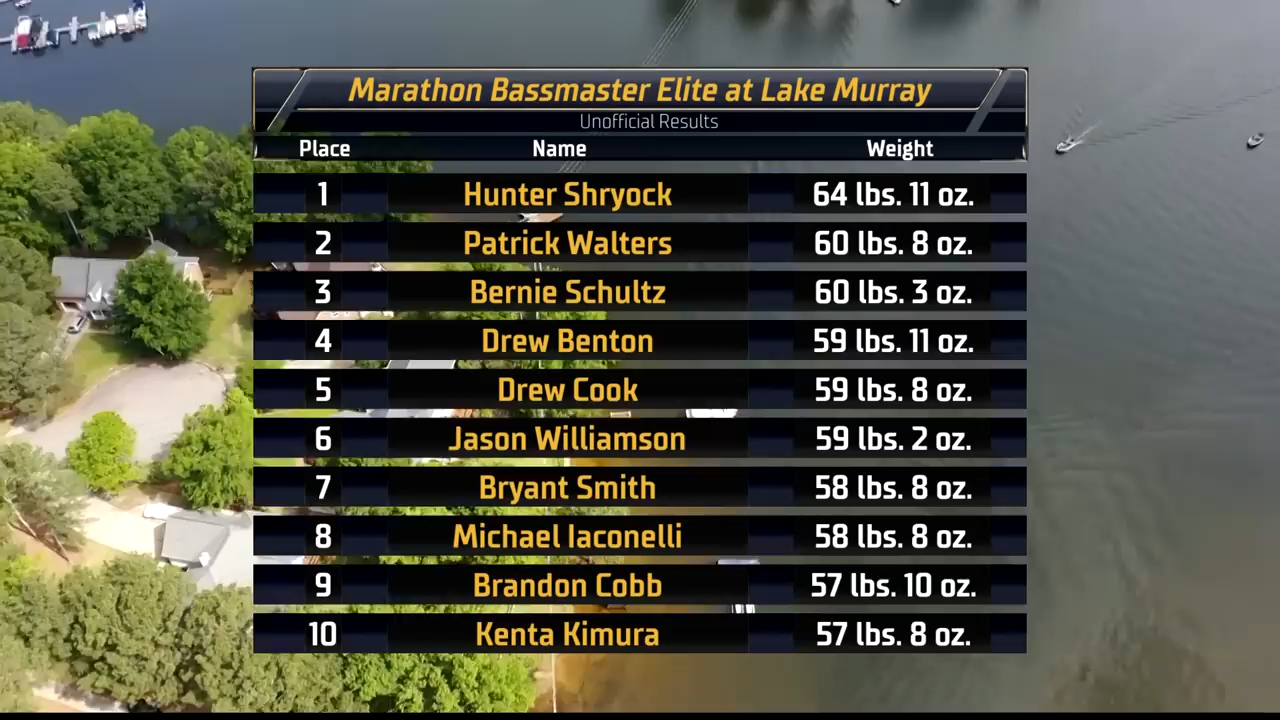 Marathon Bassmaster Elite at Lake Murray
Unofficial Results
Place Name Weight
1 Hunter Shryock 64 lbs. 11 oz.
2 Patrick Walters 60 lbs. 8 oz.
3 Bernie Schultz 60 lbs. 3 oz.
4 Drew Benton 59 lbs. 11 oz.
5 Drew Cook 59 lbs. 8 oz.
6 Jason Williamson 59 lbs. 2 oz.
7 Bryant Smith 58 lbs. 8 oz.
8 Michael Iaconelli 58 lbs. 8 oz.
9 Brandon Cobb 57 lbs. 10 oz.
10 Kenta Kimura 57 lbs. 8 oz.